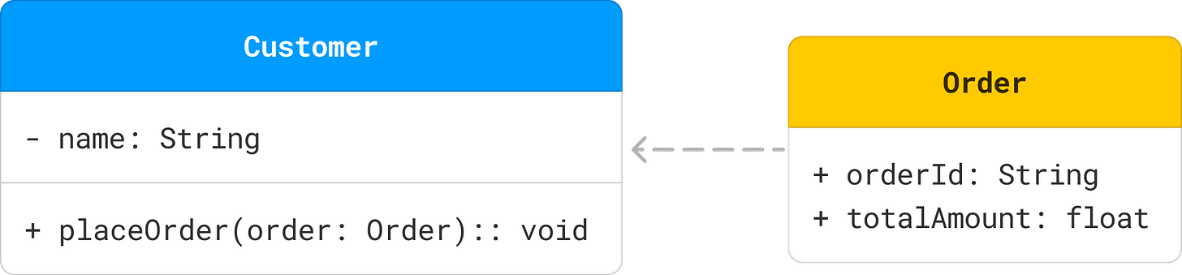 Customer
- name: String
+ placeOrder(order: Order):: void
Order
+ orderId: String
+ totalAmount: float